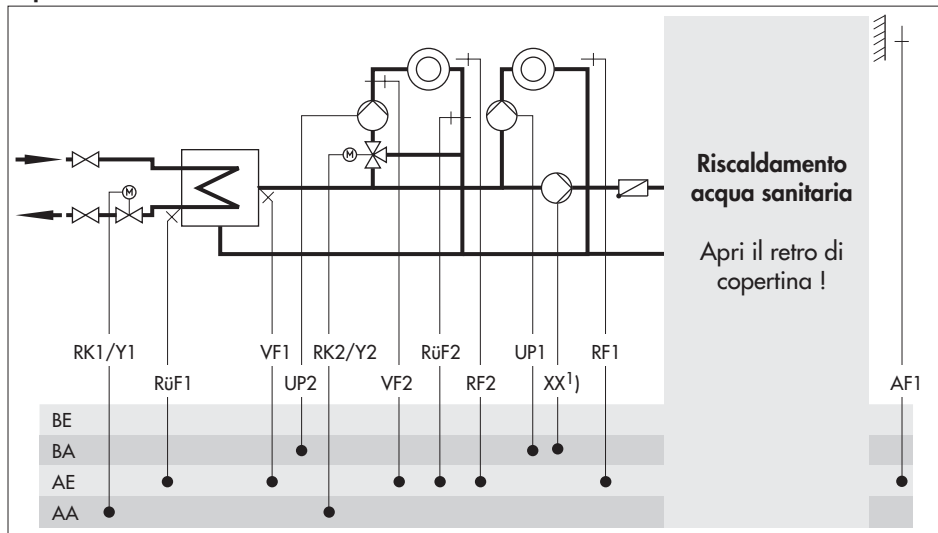 M
M
Riscaldamento
acqua sanitaria
Apri il retro di
copertina !
RK1/Y1
VF1
RK2/Y2
RüF2
UP1
RF1
RüF1
UP2
VF2
RF2
XX1)
AF1
BE
BA
AE
AA